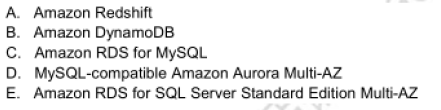 A. Amazon Redshift
B. Amazon DynamoDB
C. Amazon RDS for MySQL
D. MySQL-compatible Amazon Aurora Multi-AZ
E. Amazon RDS for SQL Server Standard Edition Multi-AZ